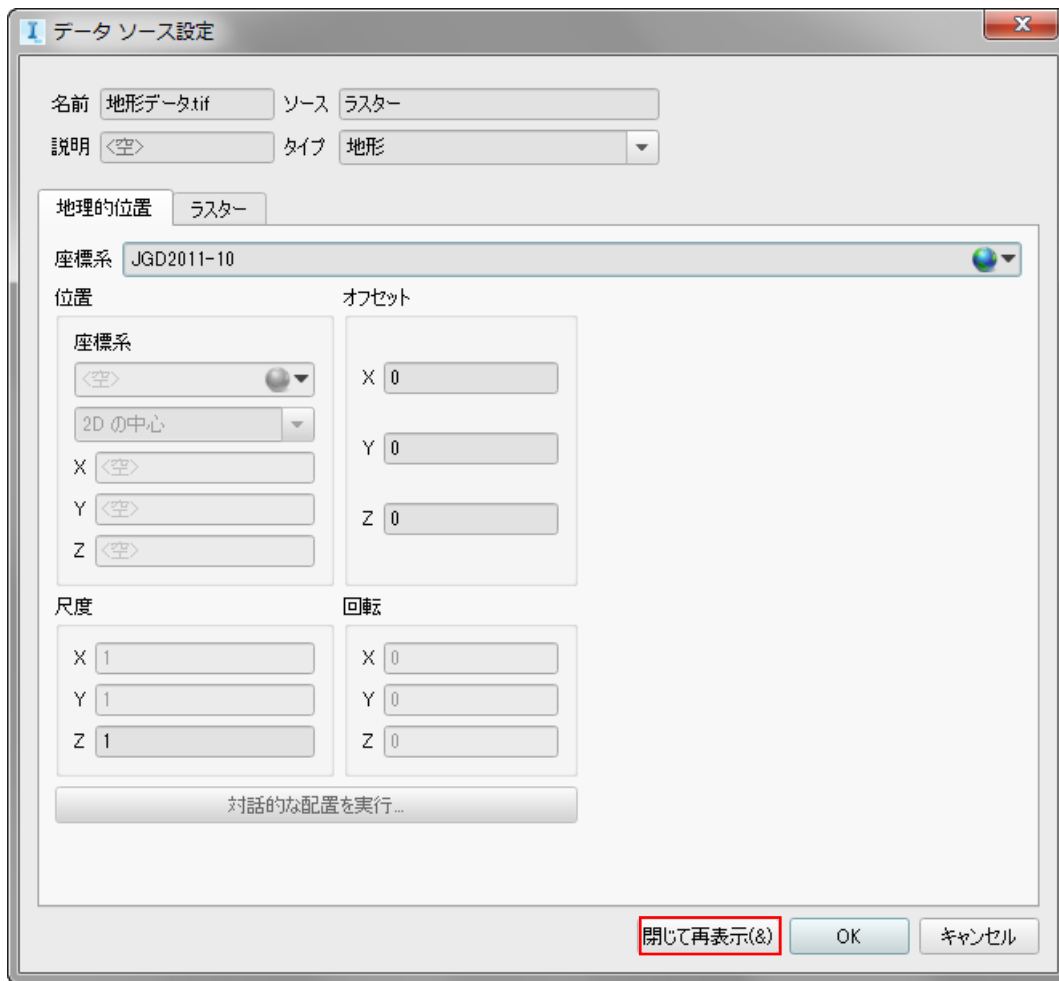 データ ソース設定
名前 地形データ.tif ソース ラスター
説明 <空> タイプ 地形
地理的位置 ラスター
座標系 JGD2011-10
位置 オフセット
座標系
<空> X 0
2D の中心
X <空> Y 0
Y <空>
Z <空> Z 0
尺度 回転
X 1 X 0
Y 1 Y 0
Z 1 Z 0
対話的な配置を実行...
閉じて再表示(&) OK キャンセル